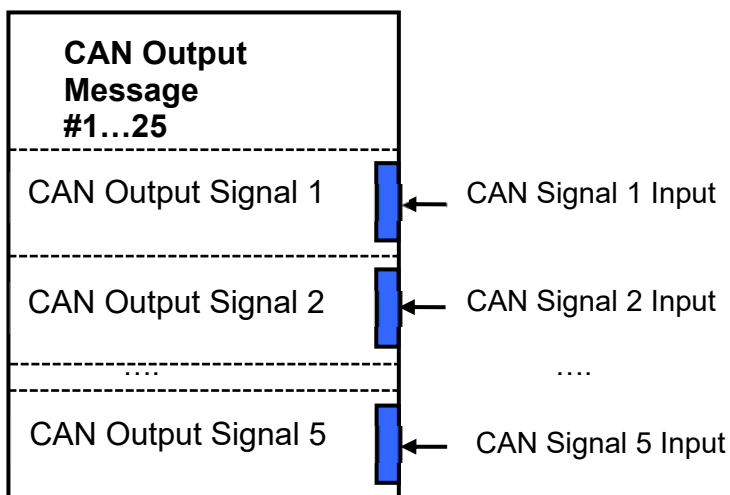 CAN Output
Message
#1…25
CAN Output Signal 1
CAN Signal 1 Input
CAN Output Signal 2
CAN Signal 2 Input
….
….
CAN Output Signal 5
CAN Signal 5 Input